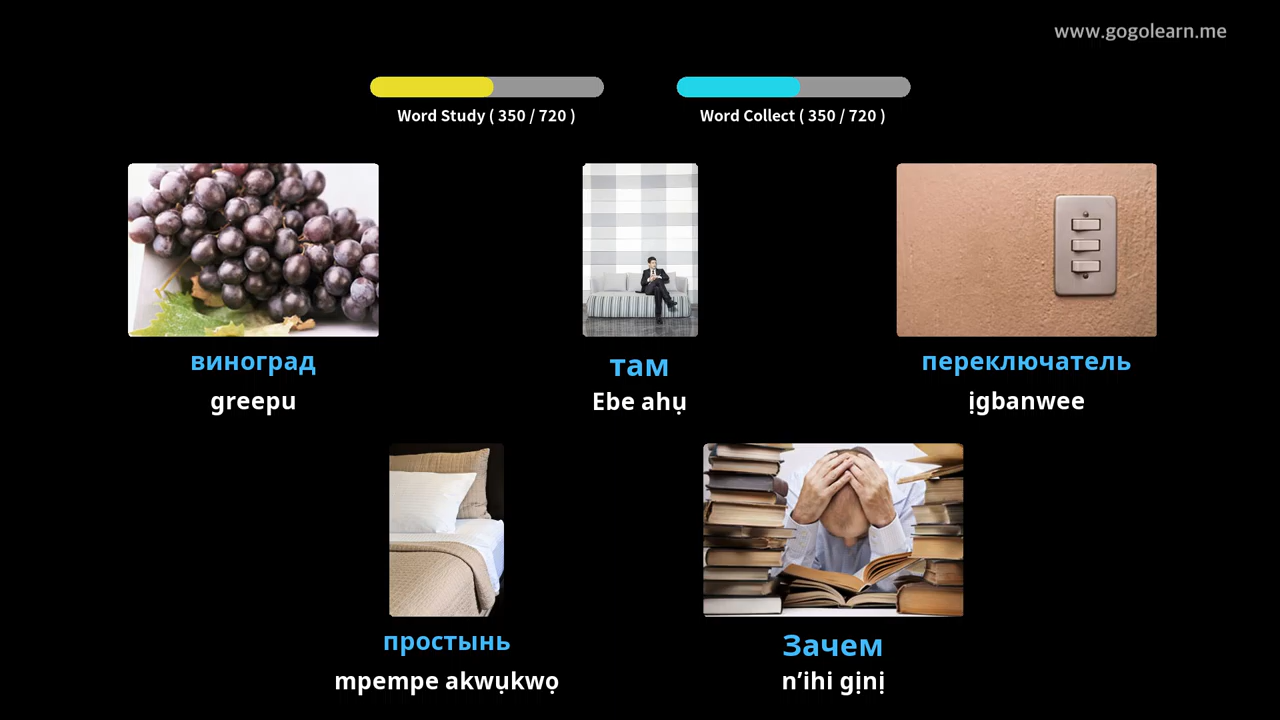 www.gogolearn.me
Word Study ( 350 / 720 )
Word Collect ( 350 / 720 )
виноград
greepu
там
Ebe ahụ
переключатель
ịgbanwee
простынь
mpempe akwụkwọ
Зачем
n’ihi gịnị